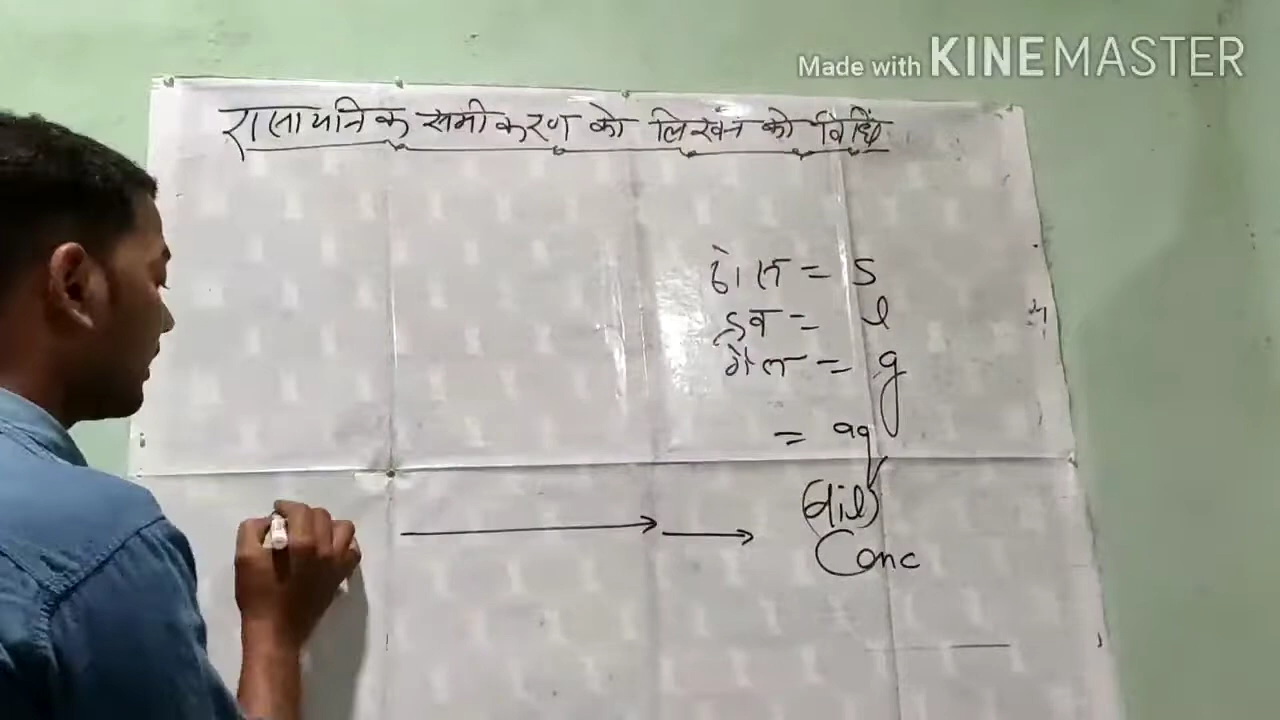 Made with KINEMASTER
रासायनिक समीकरण को लिखने की विधि
ठोस = s
द्रव = l
गैस = g
= aq
(dil)
Conc